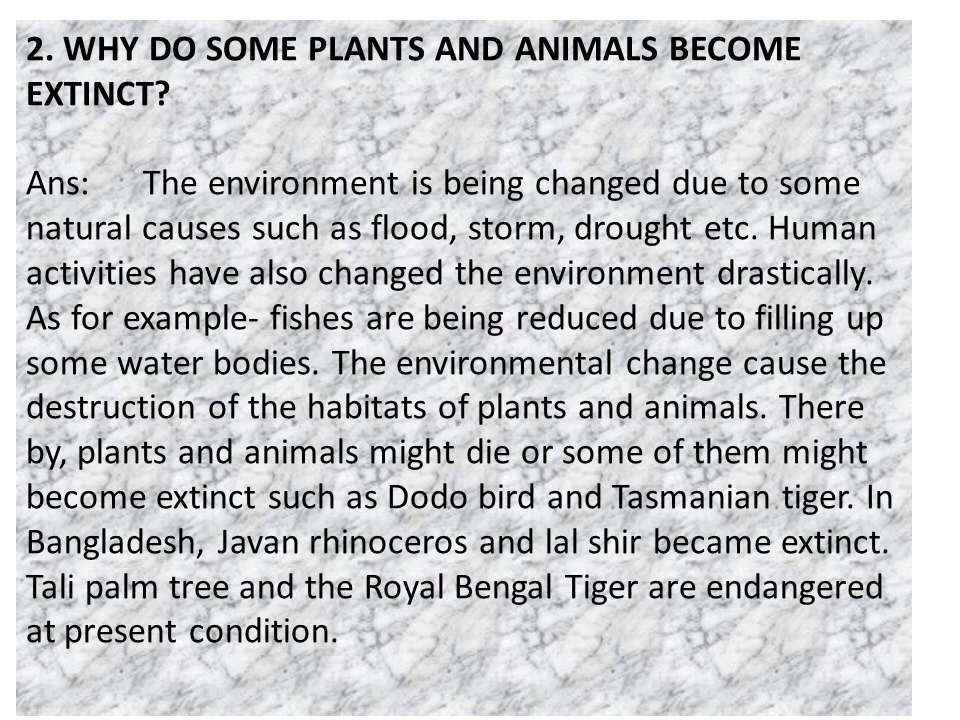 2. WHY DO SOME PLANTS AND ANIMALS BECOME
EXTINCT?
Ans: The environment is being changed due to some
natural causes such as flood, storm, drought etc. Human
activities have also changed the environment drastically.
As for example- fishes are being reduced due to filling up
some water bodies. The environmental change cause the
destruction of the habitats of plants and animals. There
by, plants and animals might die or some of them might
become extinct such as Dodo bird and Tasmanian tiger. In
Bangladesh, Javan rhinoceros and lal shir became extinct.
Tali palm tree and the Royal Bengal Tiger are endangered
at present condition.